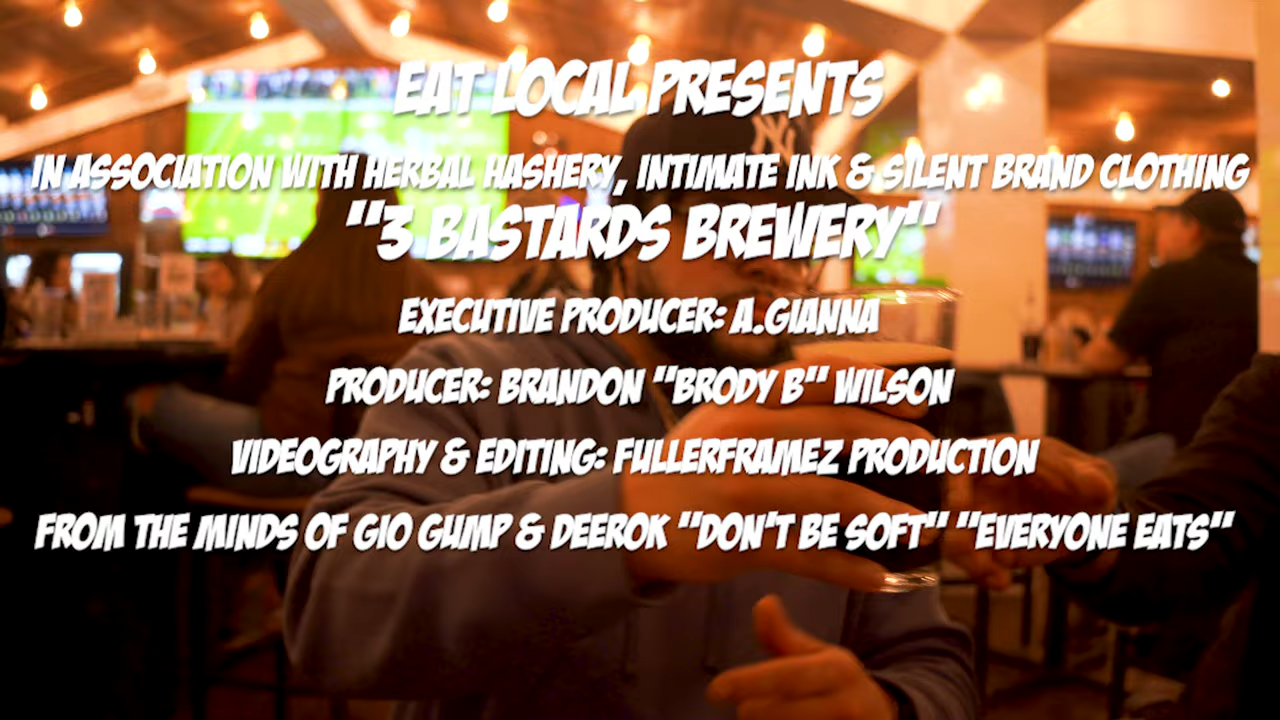 EAT LOCAL PRESENTS
IN ASSOCIATION WITH HERBAL HASHERY, INTIMATE INK & SILENT BRAND CLOTHING
"3 BASTARDS BREWERY"
EXECUTIVE PRODUCER: A.GIANNA
PRODUCER: BRANDON "BRODY B" WILSON
VIDEOGRAPHY & EDITING: FULLERFRAMEZ PRODUCTION
FROM THE MINDS OF GIO GUMP & DEEROK "DON'T BE SOFT" "EVERYONE EATS"
NY